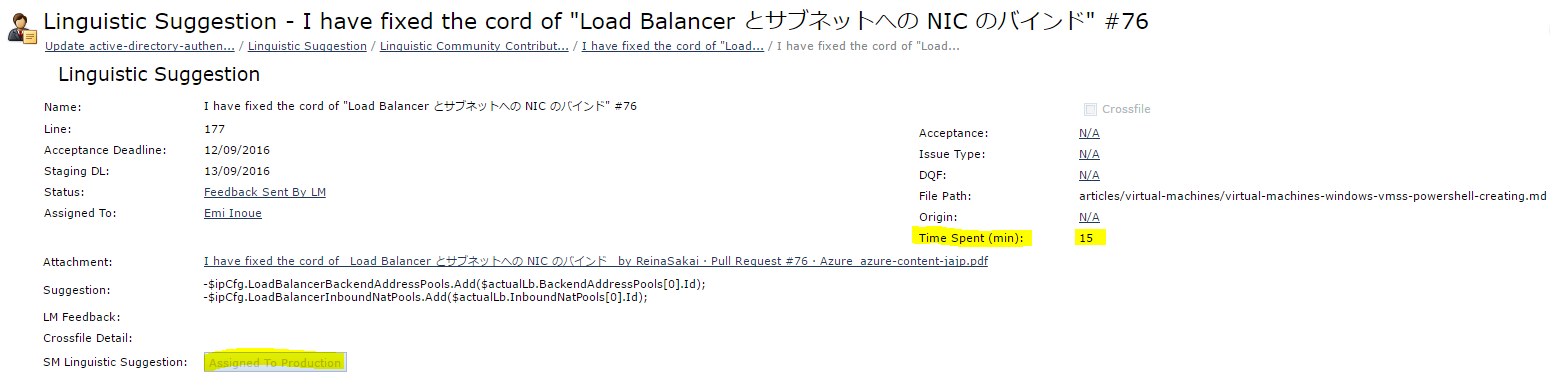 Linguistic Suggestion - I have fixed the cord of "Load Balancer とサブネットへの NIC のバインド" #76
Update active-directory-authen... / Linguistic Suggestion / Linguistic Community Contribut... / I have fixed the cord of "Load... / I have fixed the cord of "Load...
Linguistic Suggestion
Name: I have fixed the cord of "Load Balancer とサブネットへの NIC のバインド" #76
Crossfile
Line: 177
Acceptance: N/A
Acceptance Deadline: 12/09/2016
Issue Type: N/A
Staging DL: 13/09/2016
DQF: N/A
Status: Feedback Sent By LM
File Path: articles/virtual-machines/virtual-machines-windows-vmss-powershell-creating.md
Assigned To: Emi Inoue
Origin: N/A
Time Spent (min): 15
Attachment: I have fixed the cord of _Load Balancer とサブネットへの NIC のバインド_ by ReinaSakai · Pull Request #76 · Azure_azure-content-jajp.pdf
Suggestion: -$ipCfg.LoadBalancerBackendAddressPools.Add($actualLb.BackendAddressPools[0].Id);
-$ipCfg.LoadBalancerInboundNatPools.Add($actualLb.InboundNatPools[0].Id);
LM Feedback:
Crossfile Detail:
SM Linguistic Suggestion: Assigned To Production